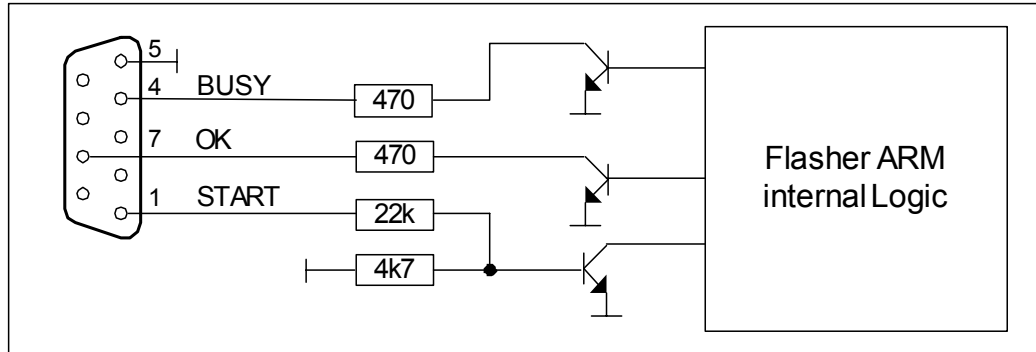 5
4 BUSY 470
7 OK 470
1 START 22k
4k7
Flasher ARM
internal Logic